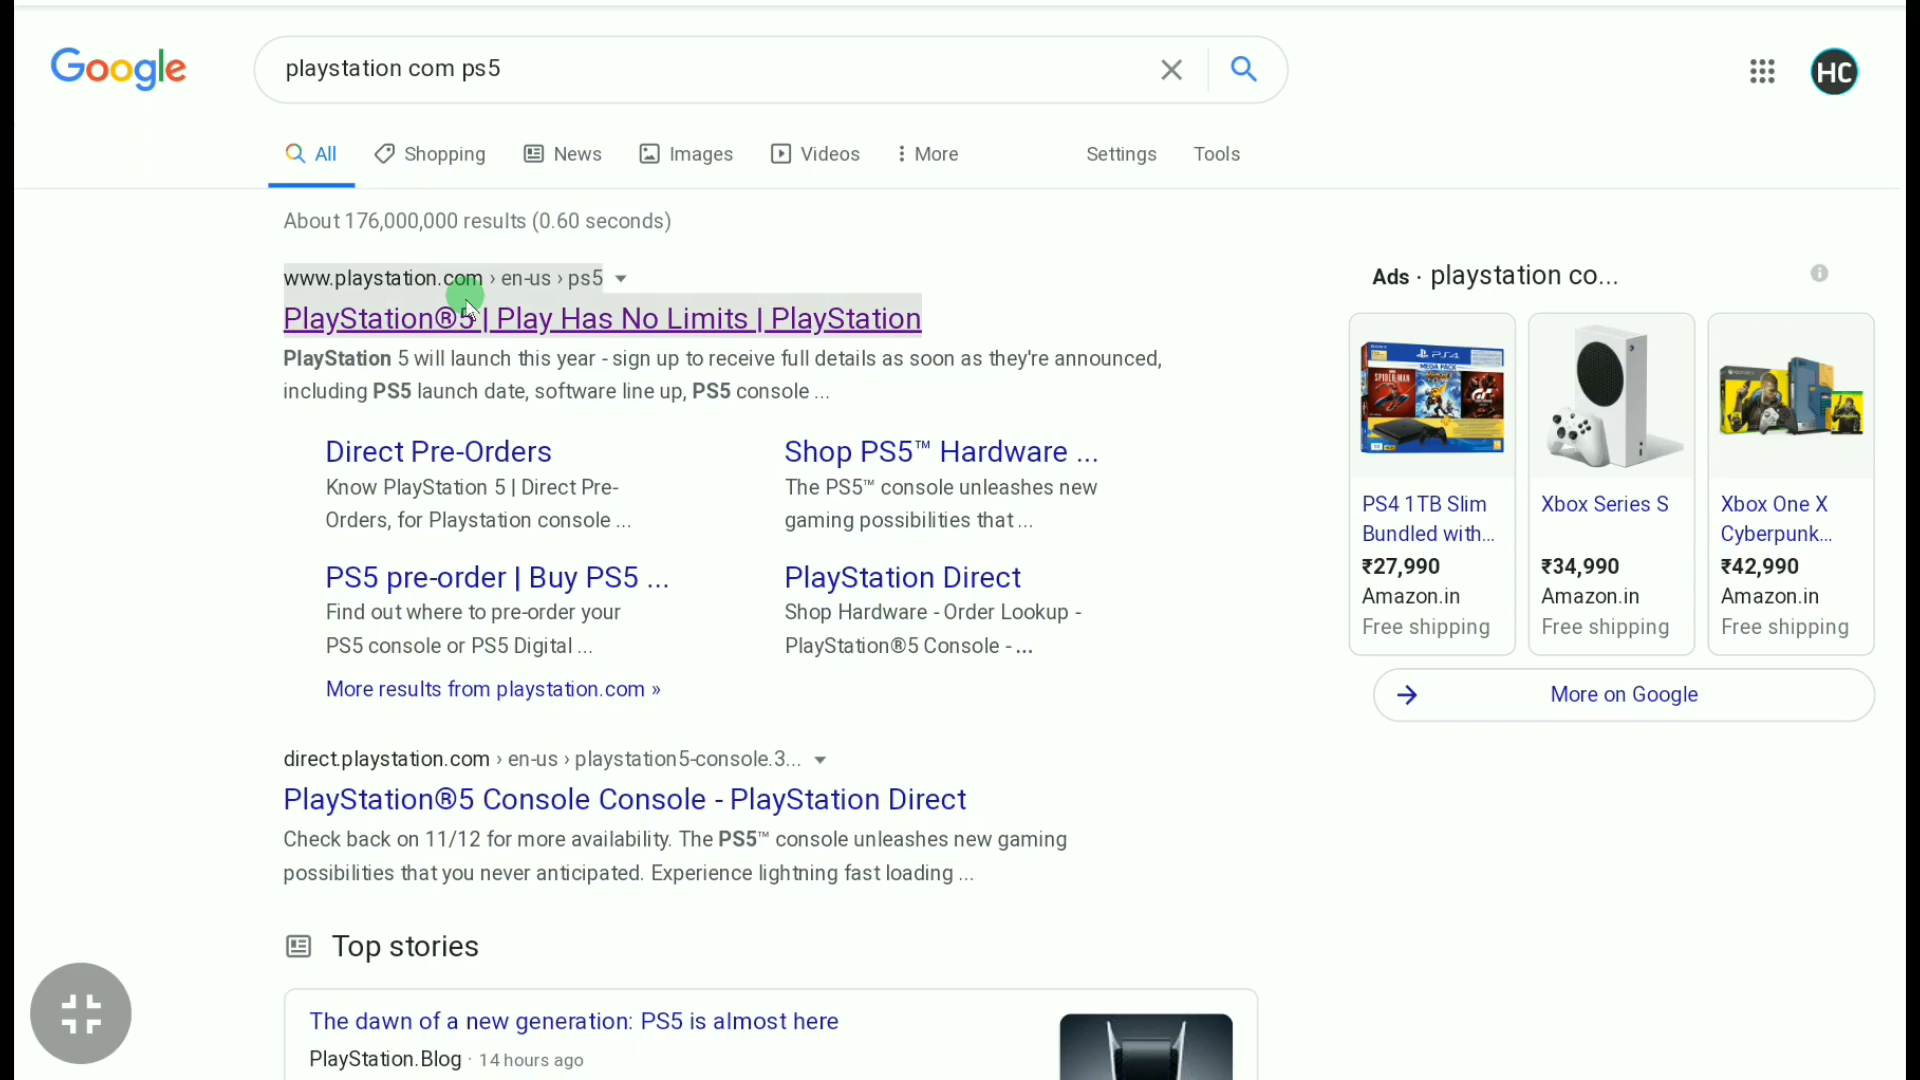 Google
playstation com ps5
HC
All
Shopping
News
Images
Videos
More
Settings
Tools
About 176,000,000 results (0.60 seconds)
www.playstation.com › en-us › ps5
PlayStation®5 | Play Has No Limits | PlayStation
PlayStation 5 will launch this year - sign up to receive full details as soon as they're announced,
including PS5 launch date, software line up, PS5 console ...
Direct Pre-Orders
Know PlayStation 5 | Direct Pre-
Orders, for Playstation console ...
Shop PS5™ Hardware ...
The PS5™ console unleashes new
gaming possibilities that ...
PS5 pre-order | Buy PS5 ...
Find out where to pre-order your
PS5 console or PS5 Digital ...
PlayStation Direct
Shop Hardware - Order Lookup -
PlayStation®5 Console - ...
More results from playstation.com »
direct.playstation.com › en-us › playstation5-console.3...
PlayStation®5 Console Console - PlayStation Direct
Check back on 11/12 for more availability. The PS5™ console unleashes new gaming
possibilities that you never anticipated. Experience lightning fast loading ...
Top stories
The dawn of a new generation: PS5 is almost here
PlayStation.Blog · 14 hours ago
Ads · playstation co...
PS4
MEGA PACK
SPIDER-MAN
PS4 1TB Slim
Bundled with...
₹27,990
Amazon.in
Free shipping
Xbox Series S
₹34,990
Amazon.in
Free shipping
Xbox One X
Cyberpunk...
₹42,990
Amazon.in
Free shipping
More on Google